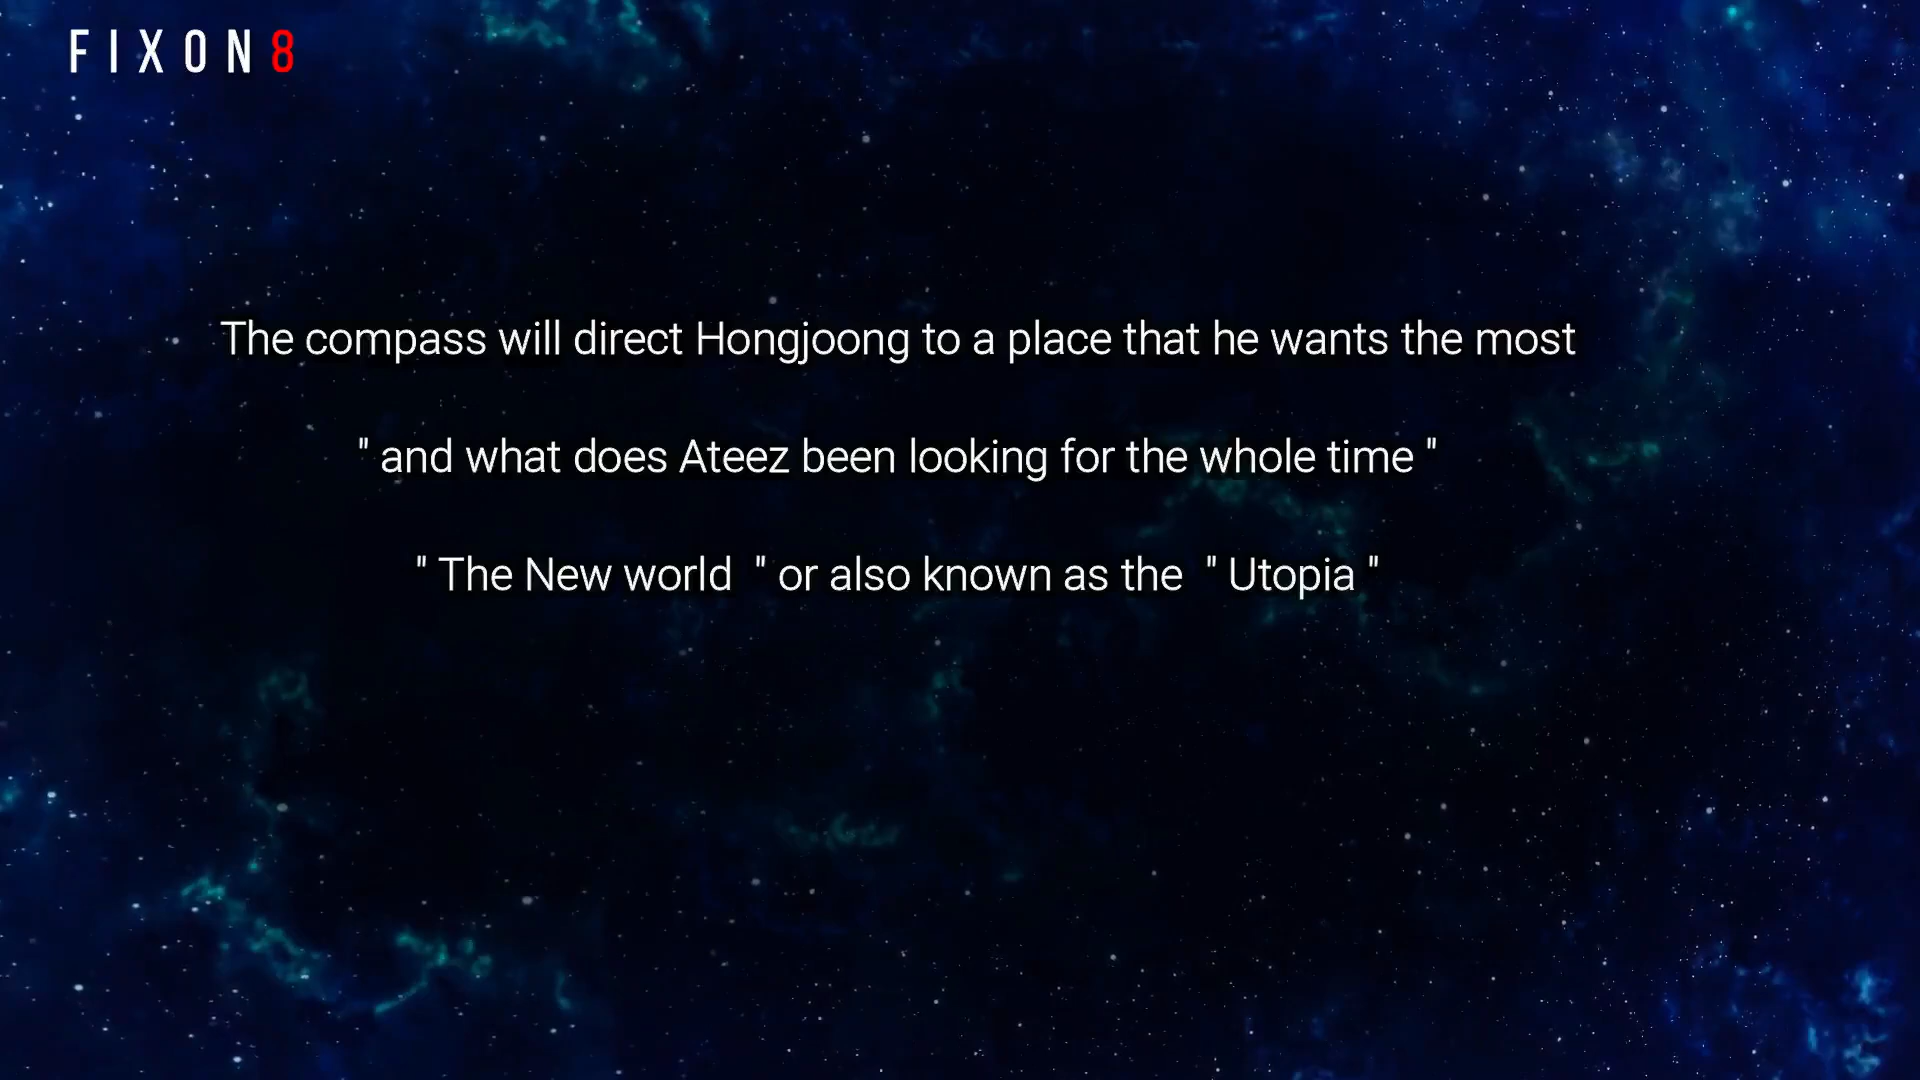 FIXON8
The compass will direct Hongjoong to a place that he wants the most
" and what does Ateez been looking for the whole time "
" The New world  " or also known as the  " Utopia "